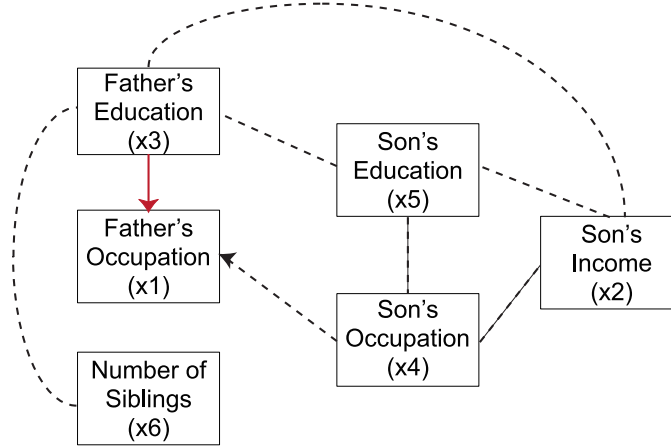 Father's
Education
(x3)
Son's
Education
(x5)
Father's
Occupation
(x1)
Son's
Income
(x2)
Son's
Occupation
(x4)
Number of
Siblings
(x6)